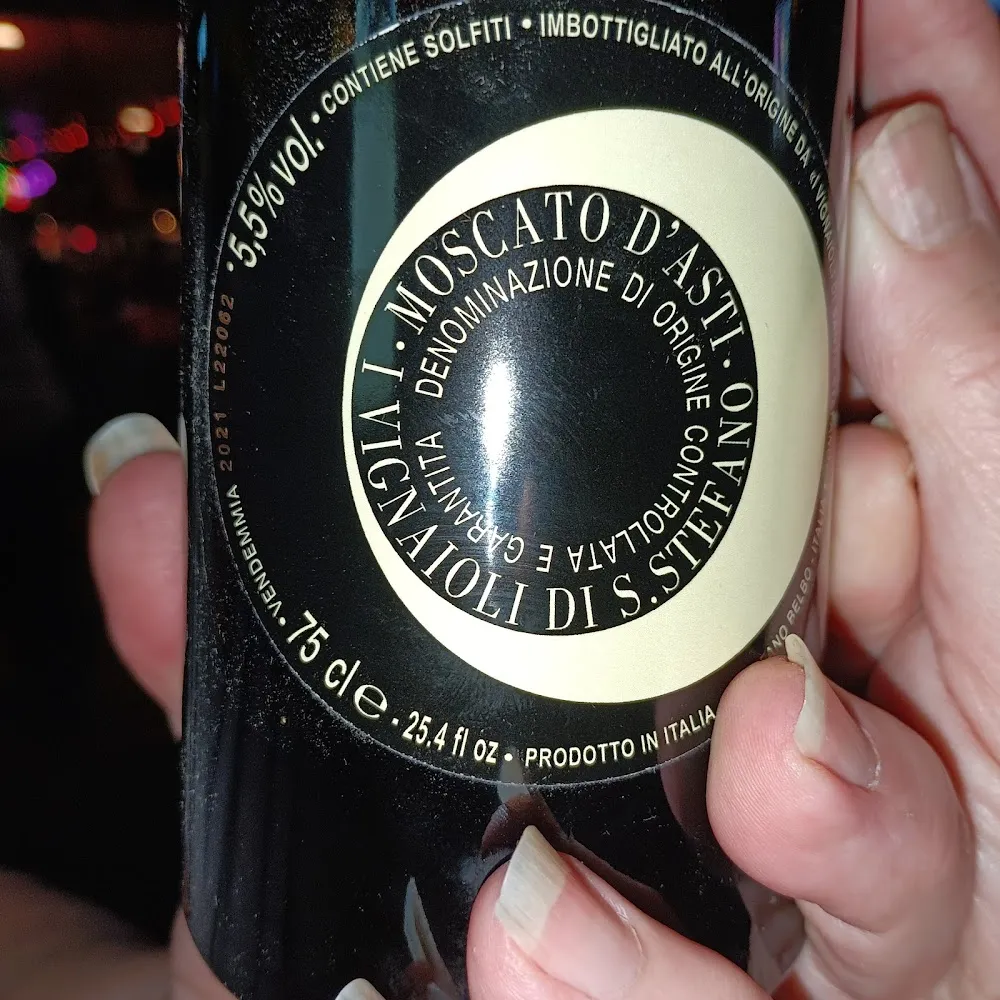 5,5% vol. • CONTIENE SOLFITI • IMBOTTIGLIATO ALL'ORIGINE DA
I VIGNAIOLI DI S.STEFANO · MOSCATO D'ASTI ·
DENOMINAZIONE DI ORIGINE CONTROLLATA E GARANTITA
• VENDEMMIA 2021 L22062 •
75 cl e • 25.4 fl oz • PRODOTTO IN ITALIA
BELBO -